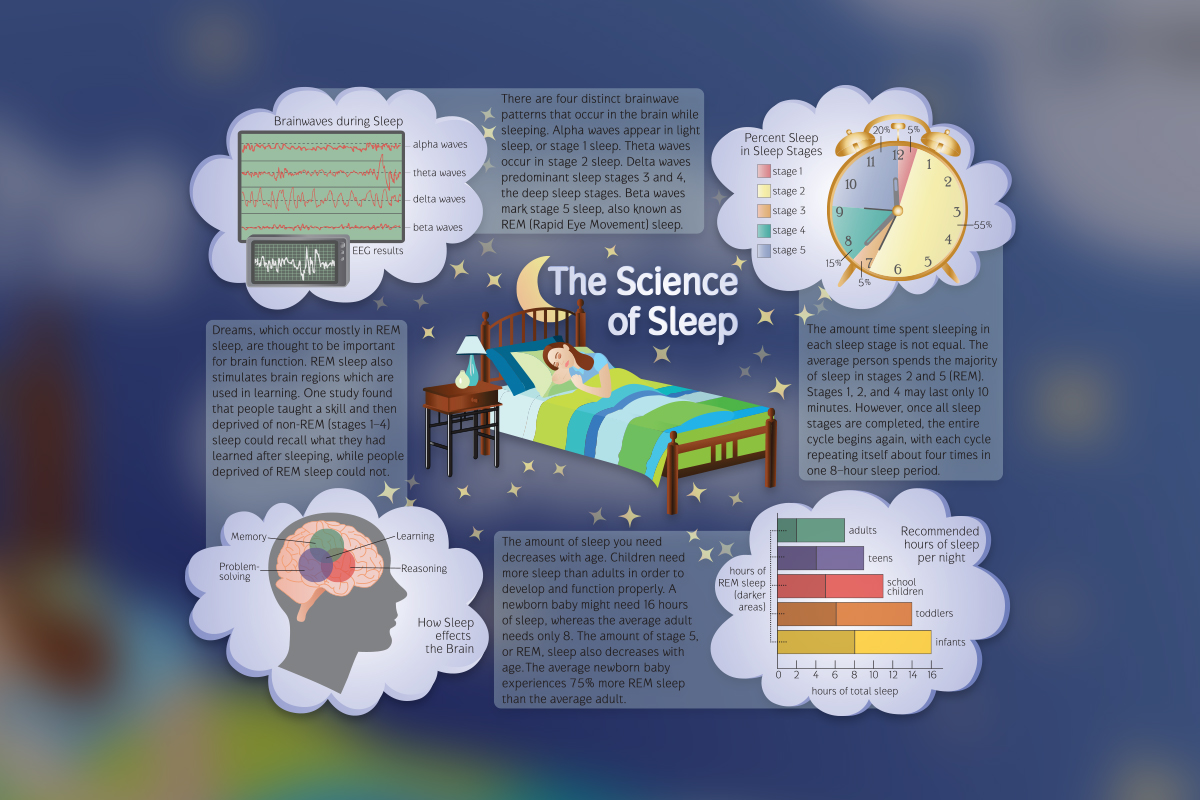 Brainwaves during Sleep
alpha waves
theta waves
delta waves
beta waves
EEG results
There are four distinct brainwave
patterns that occur in the brain while
sleeping. Alpha waves appear in light
sleep, or stage 1 sleep. Theta waves
occur in stage 2 sleep. Delta waves
predominant sleep stages 3 and 4,
the deep sleep stages. Beta waves
mark stage 5 sleep, also known as
REM (Rapid Eye Movement) sleep.
Percent Sleep
in Sleep Stages
stage 1
stage 2
stage 3
stage 4
stage 5
20%
5%
55%
15%
5%
12
1
2
3
4
5
6
7
8
9
10
11
The Science
of Sleep
Dreams, which occur mostly in REM
sleep, are thought to be important
for brain function. REM sleep also
stimulates brain regions which are
used in learning. One study found
that people taught a skill and then
deprived of non-REM (stages 1-4)
sleep could recall what they had
learned after sleeping, while people
deprived of REM sleep could not.
The amount time spent sleeping in
each sleep stage is not equal. The
average person spends the majority
of sleep in stages 2 and 5 (REM).
Stages 1, 2, and 4 may last only 10
minutes. However, once all sleep
stages are completed, the entire
cycle begins again, with each cycle
repeating itself about four times in
one 8-hour sleep period.
Memory
Learning
Problem-
solving
Reasoning
How Sleep
effects
the Brain
The amount of sleep you need
decreases with age. Children need
more sleep than adults in order to
develop and function properly. A
newborn baby might need 16 hours
of sleep, whereas the average adult
needs only 8. The amount of stage 5,
or REM, sleep also decreases with
age. The average newborn baby
experiences 75% more REM sleep
than the average adult.
Recommended
hours of sleep
per night
adults
teens
school
children
toddlers
infants
hours of
REM sleep
(darker
areas)
0 2 4 6 8 10 12 14 16
hours of total sleep